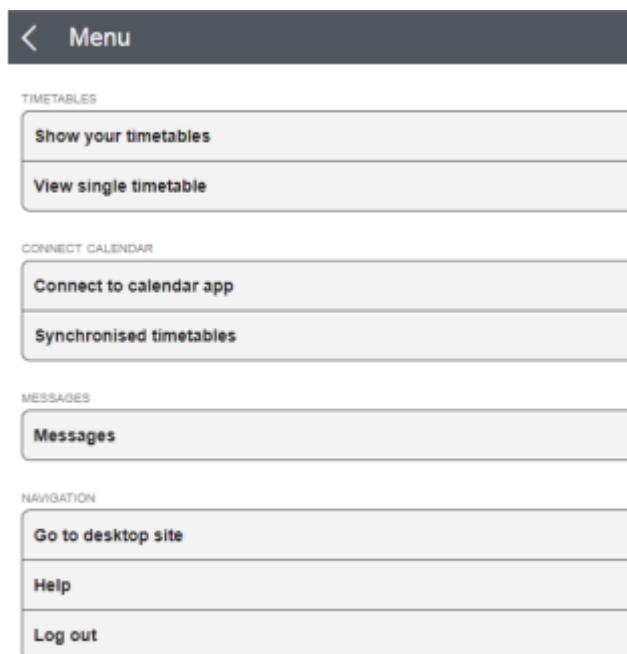 Menu
TIMETABLES
Show your timetables
View single timetable
CONNECT CALENDAR
Connect to calendar app
Synchronised timetables
MESSAGES
Messages
NAVIGATION
Go to desktop site
Help
Log out